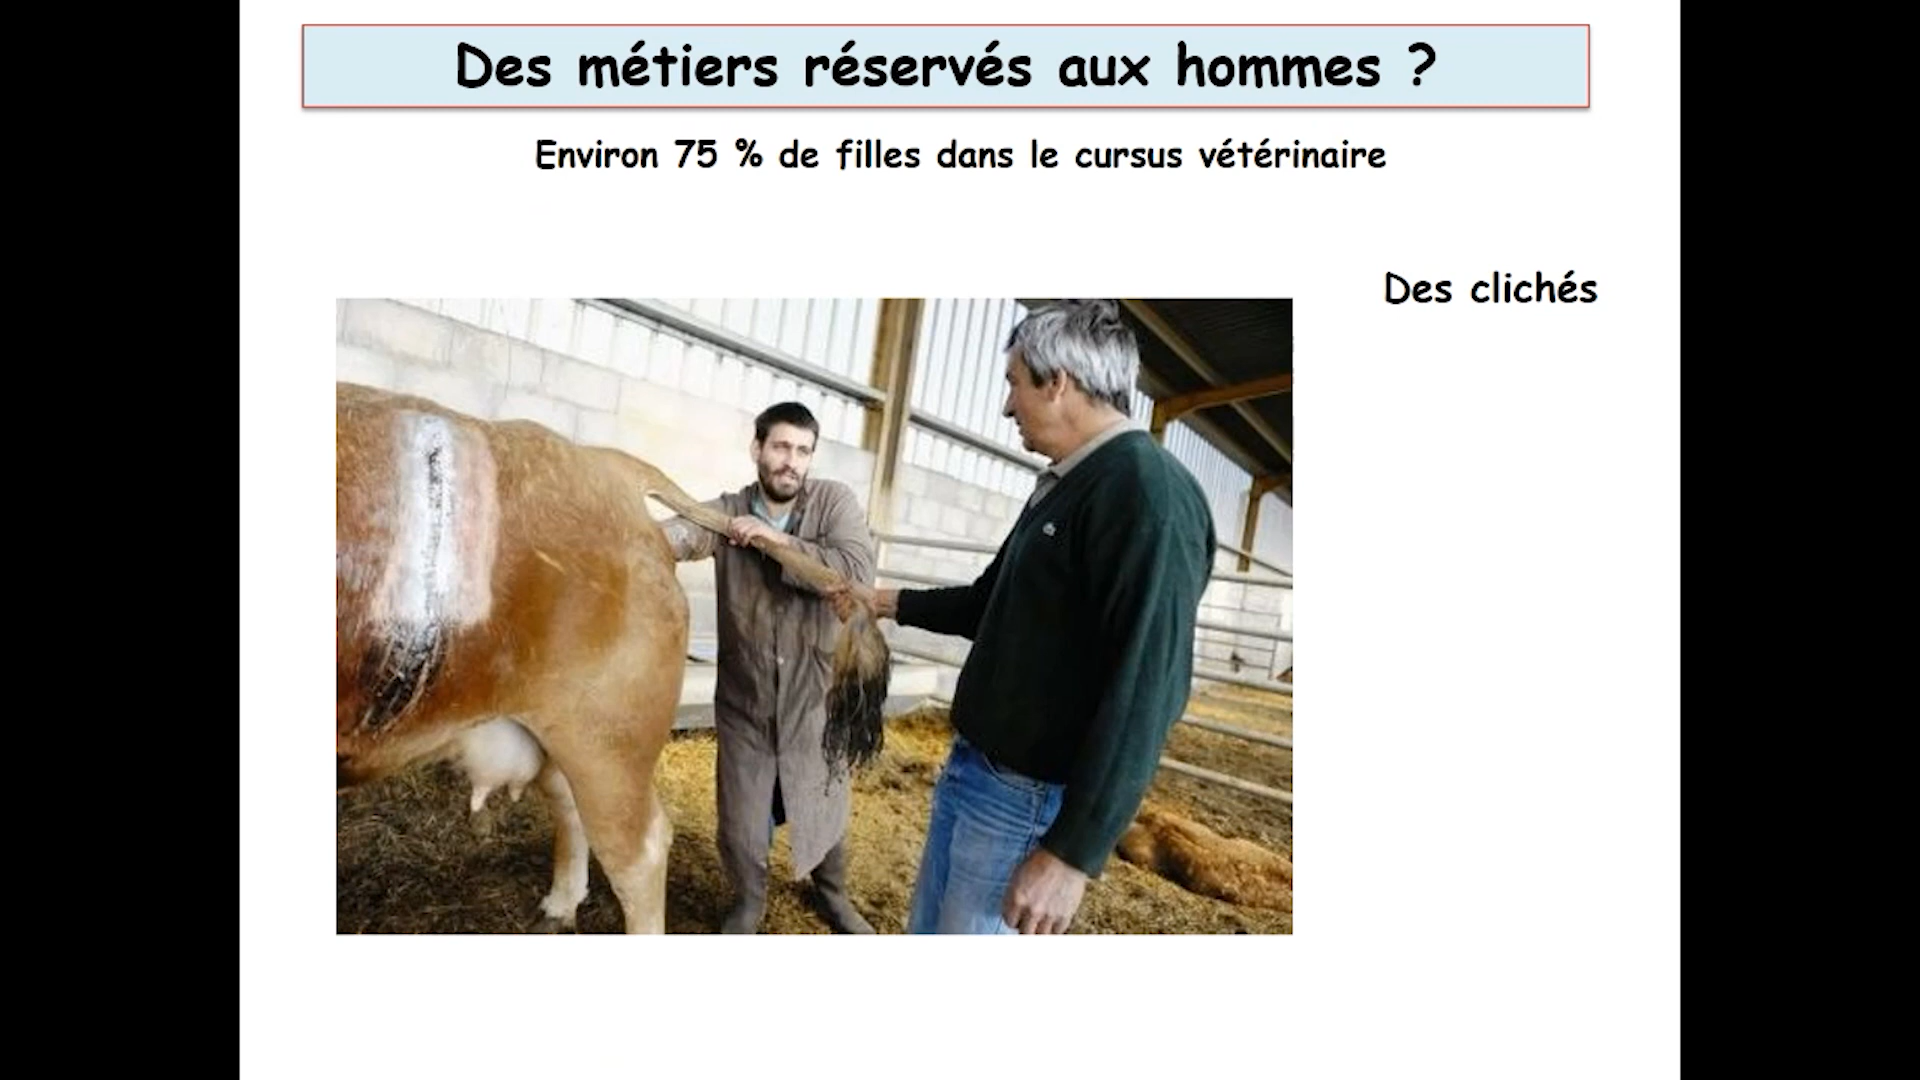 Des métiers réservés aux hommes ?
Environ 75 % de filles dans le cursus vétérinaire
Des clichés